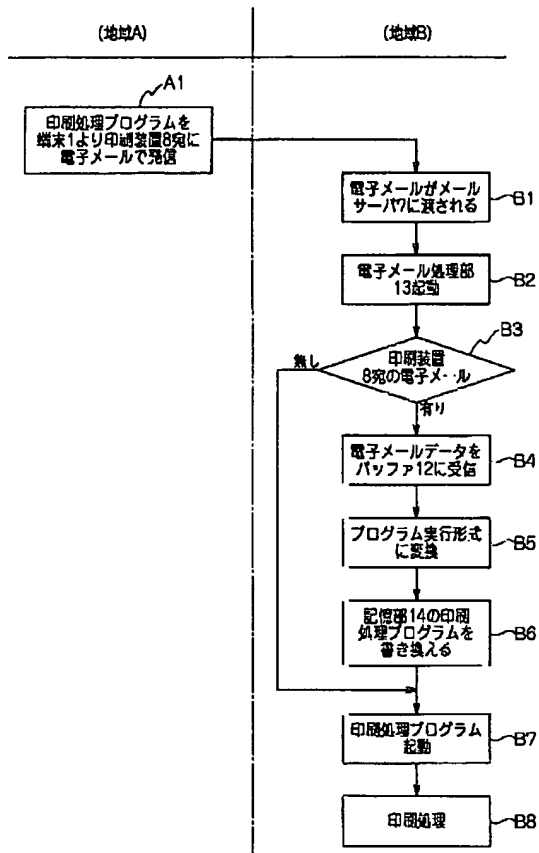 (地域A)
(地域B)
A1
印刷処理プログラムを
端末1より印刷装置8宛に
電子メールで発信
電子メールがメール
サーバ7に渡される
B1
電子メール処理部
13起動
B2
B3
印刷装置
8宛の電子メール
無し
有り
電子メールデータを
バッファ12に受信
B4
プログラム実行形式
に変換
B5
記憶部14の印刷
処理プログラムを
書き換える
B6
印刷処理プログラム
起動
B7
印刷処理
B8